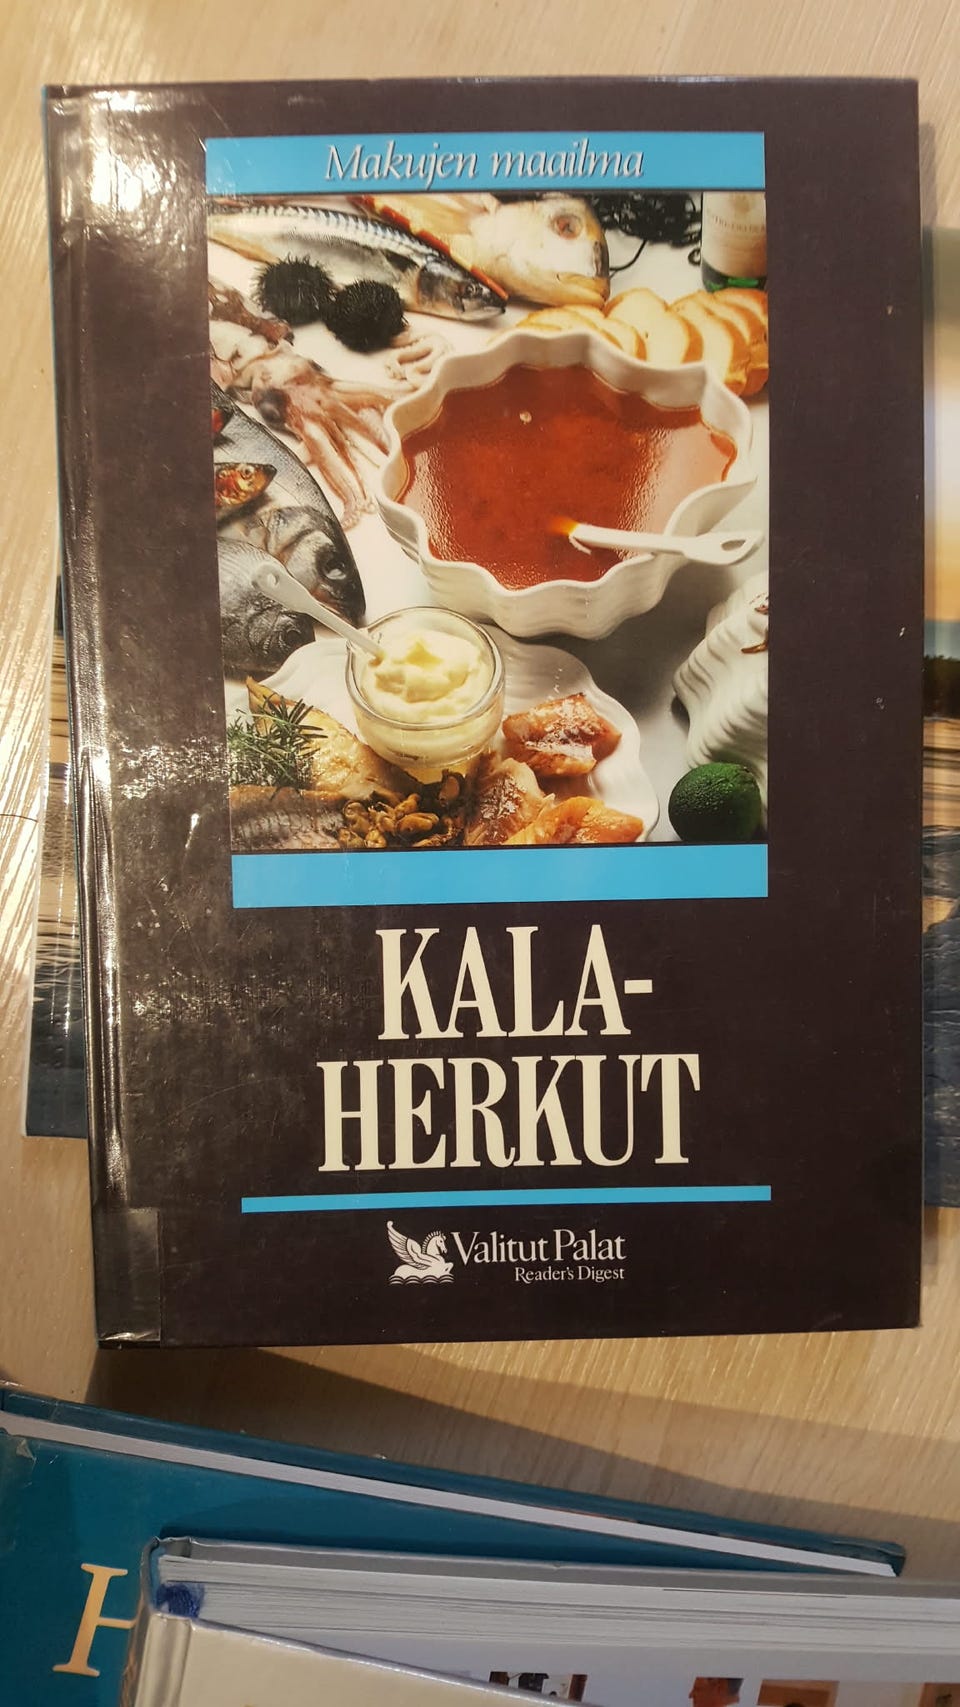 Makujen maailma
KALA-
HERKUT
Valitut Palat
Reader's Digest
H